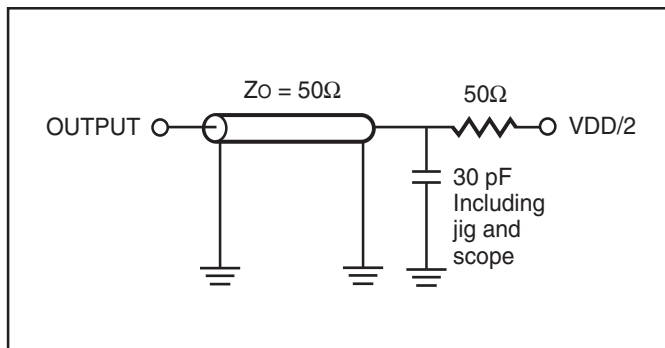 ZO = 50Ω
50Ω
OUTPUT
VDD/2
30 pF
Including
jig and
scope